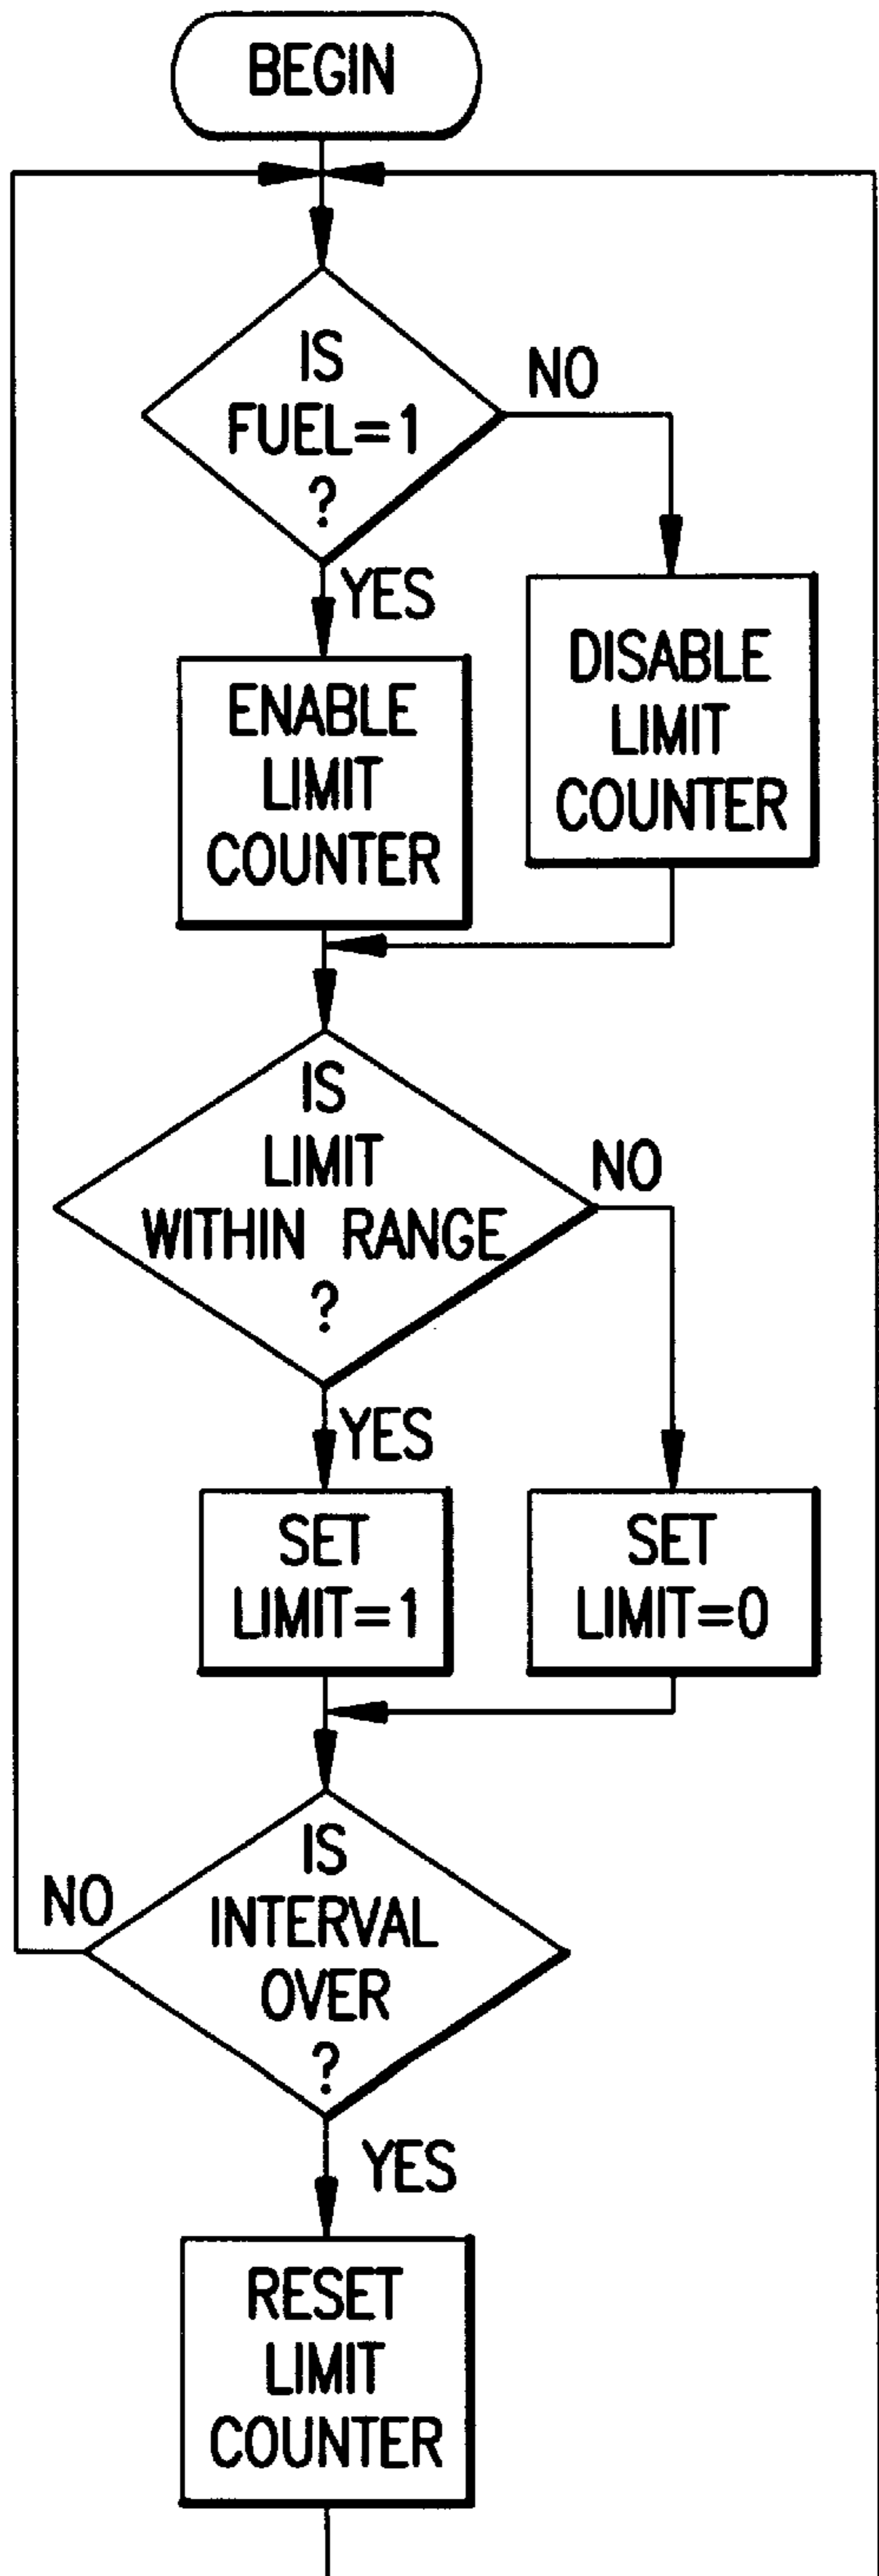 BEGIN
IS
FUEL=1
?
NO
YES
ENABLE
LIMIT
COUNTER
DISABLE
LIMIT
COUNTER
IS
LIMIT
WITHIN RANGE
?
NO
YES
SET
LIMIT=1
SET
LIMIT=0
IS
INTERVAL
OVER
?
NO
YES
RESET
LIMIT
COUNTER